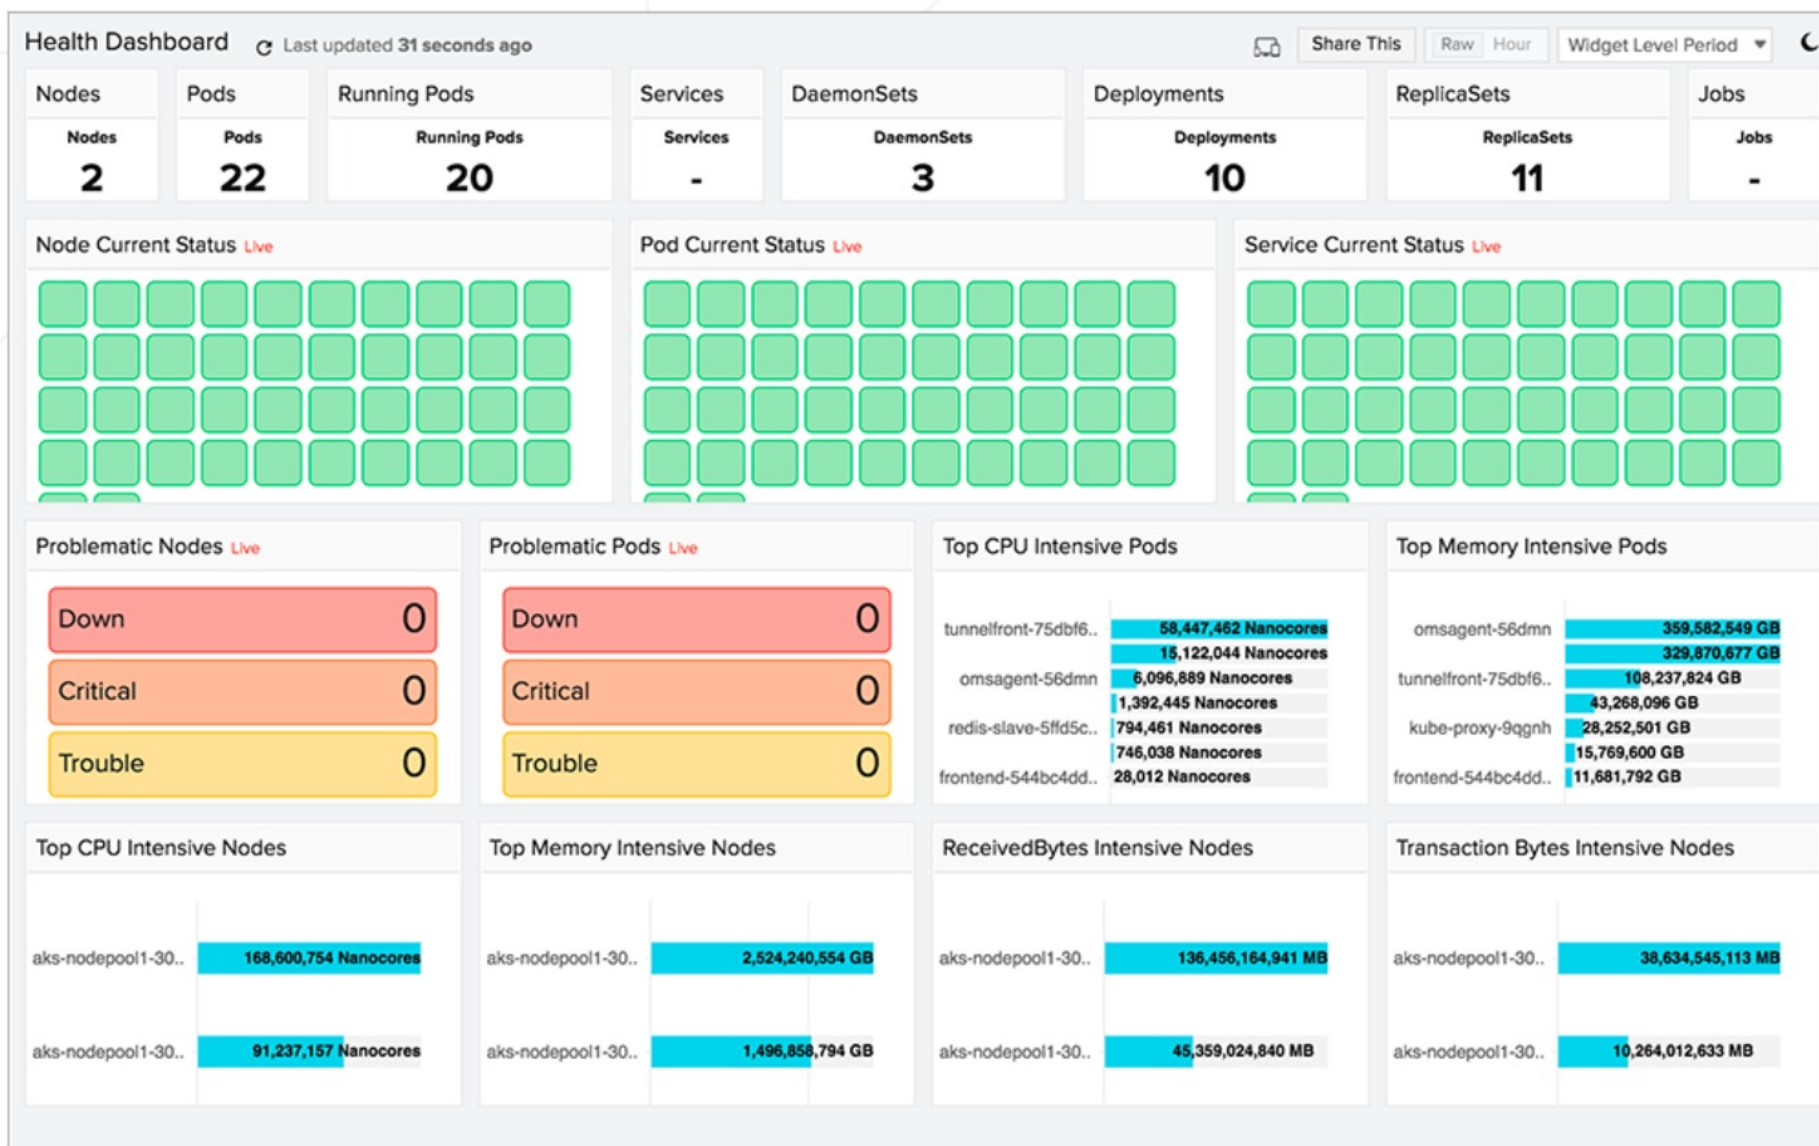 Health Dashboard Last updated 31 seconds ago Share This Raw Hour Widget Level Period
Nodes Pods Running Pods Services DaemonSets Deployments ReplicaSets Jobs
Nodes Pods Running Pods Services DaemonSets Deployments ReplicaSets Jobs
2 22 20 - 3 10 11 -
Node Current Status Live Pod Current Status Live Service Current Status Live
Problematic Nodes Live
Down 0
Critical 0
Trouble 0
Problematic Pods Live
Down 0
Critical 0
Trouble 0
Top CPU Intensive Pods
tunnelfront-75dbf6.. 58,447,462 Nanocores
15,122,044 Nanocores
omsagent-56dmn 6,096,889 Nanocores
1,392,445 Nanocores
redis-slave-5ffd5c.. 794,461 Nanocores
746,038 Nanocores
frontend-544bc4dd.. 28,012 Nanocores
Top Memory Intensive Pods
omsagent-56dmn 359,582,549 GB
329,870,677 GB
tunnelfront-75dbf6.. 108,237,824 GB
43,268,096 GB
kube-proxy-9qgnh 28,252,501 GB
15,769,600 GB
frontend-544bc4dd.. 11,681,792 GB
Top CPU Intensive Nodes
aks-nodepool1-30.. 168,600,754 Nanocores
aks-nodepool1-30.. 91,237,157 Nanocores
Top Memory Intensive Nodes
aks-nodepool1-30.. 2,524,240,554 GB
aks-nodepool1-30.. 1,496,858,794 GB
ReceivedBytes Intensive Nodes
aks-nodepool1-30.. 136,456,164,941 MB
aks-nodepool1-30.. 45,359,024,840 MB
Transaction Bytes Intensive Nodes
aks-nodepool1-30.. 38,634,545,113 MB
aks-nodepool1-30.. 10,264,012,633 MB